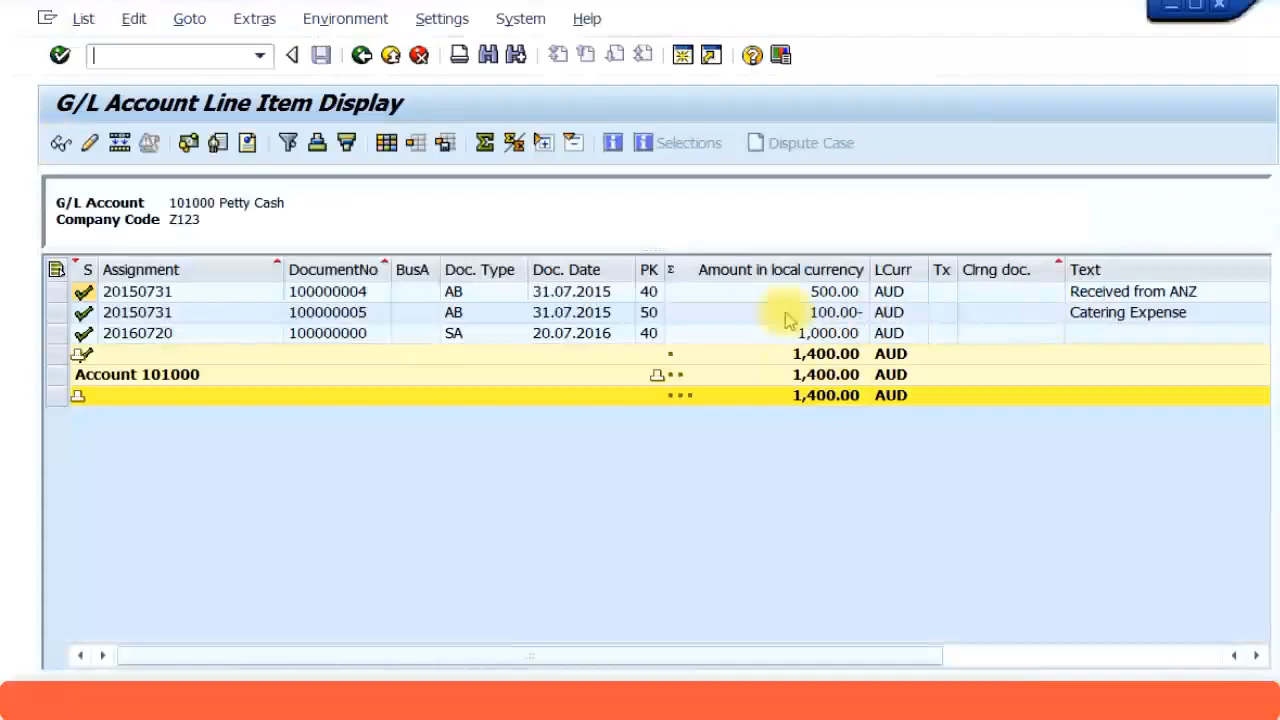 List Edit Goto Extras Environment Settings System Help
G/L Account Line Item Display
Selections Dispute Case
G/L Account 101000 Petty Cash
Company Code Z123
S Assignment DocumentNo BusA Doc. Type Doc. Date PK Σ Amount in local currency LCurr Tx Clrng doc. Text
20150731 100000004 AB 31.07.2015 40 500.00 AUD Received from ANZ
20150731 100000005 AB 31.07.2015 50 100.00- AUD Catering Expense
20160720 100000000 SA 20.07.2016 40 1,000.00 AUD
1,400.00 AUD
Account 101000 1,400.00 AUD
1,400.00 AUD